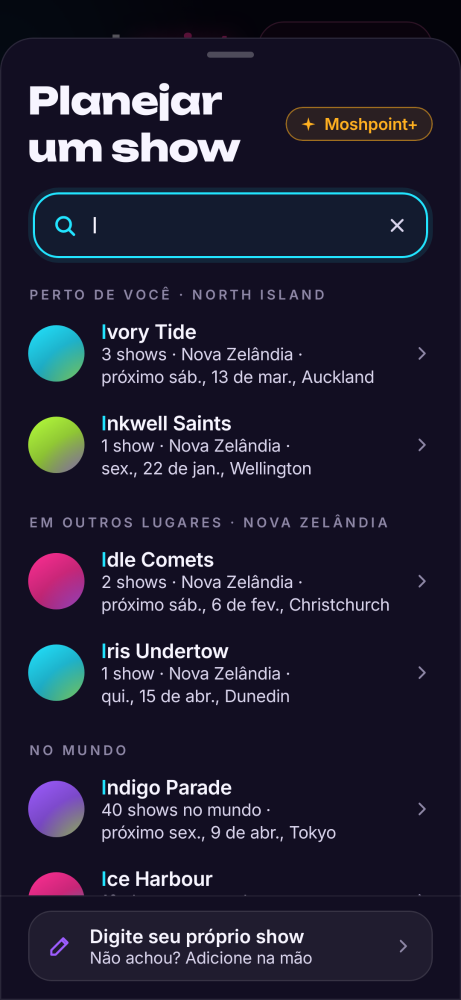 Planejar
um show
Moshpoint+
I
PERTO DE VOCÊ · NORTH ISLAND
Ivory Tide
3 shows · Nova Zelândia ·
próximo sáb., 13 de mar., Auckland
Inkwell Saints
1 show · Nova Zelândia ·
sex., 22 de jan., Wellington
EM OUTROS LUGARES · NOVA ZELÂNDIA
Idle Comets
2 shows · Nova Zelândia ·
próximo sáb., 6 de fev., Christchurch
Iris Undertow
1 show · Nova Zelândia ·
qui., 15 de abr., Dunedin
NO MUNDO
Indigo Parade
40 shows no mundo ·
próximo sex., 9 de abr., Tokyo
Ice Harbour
Digite seu próprio show
Não achou? Adicione na mão